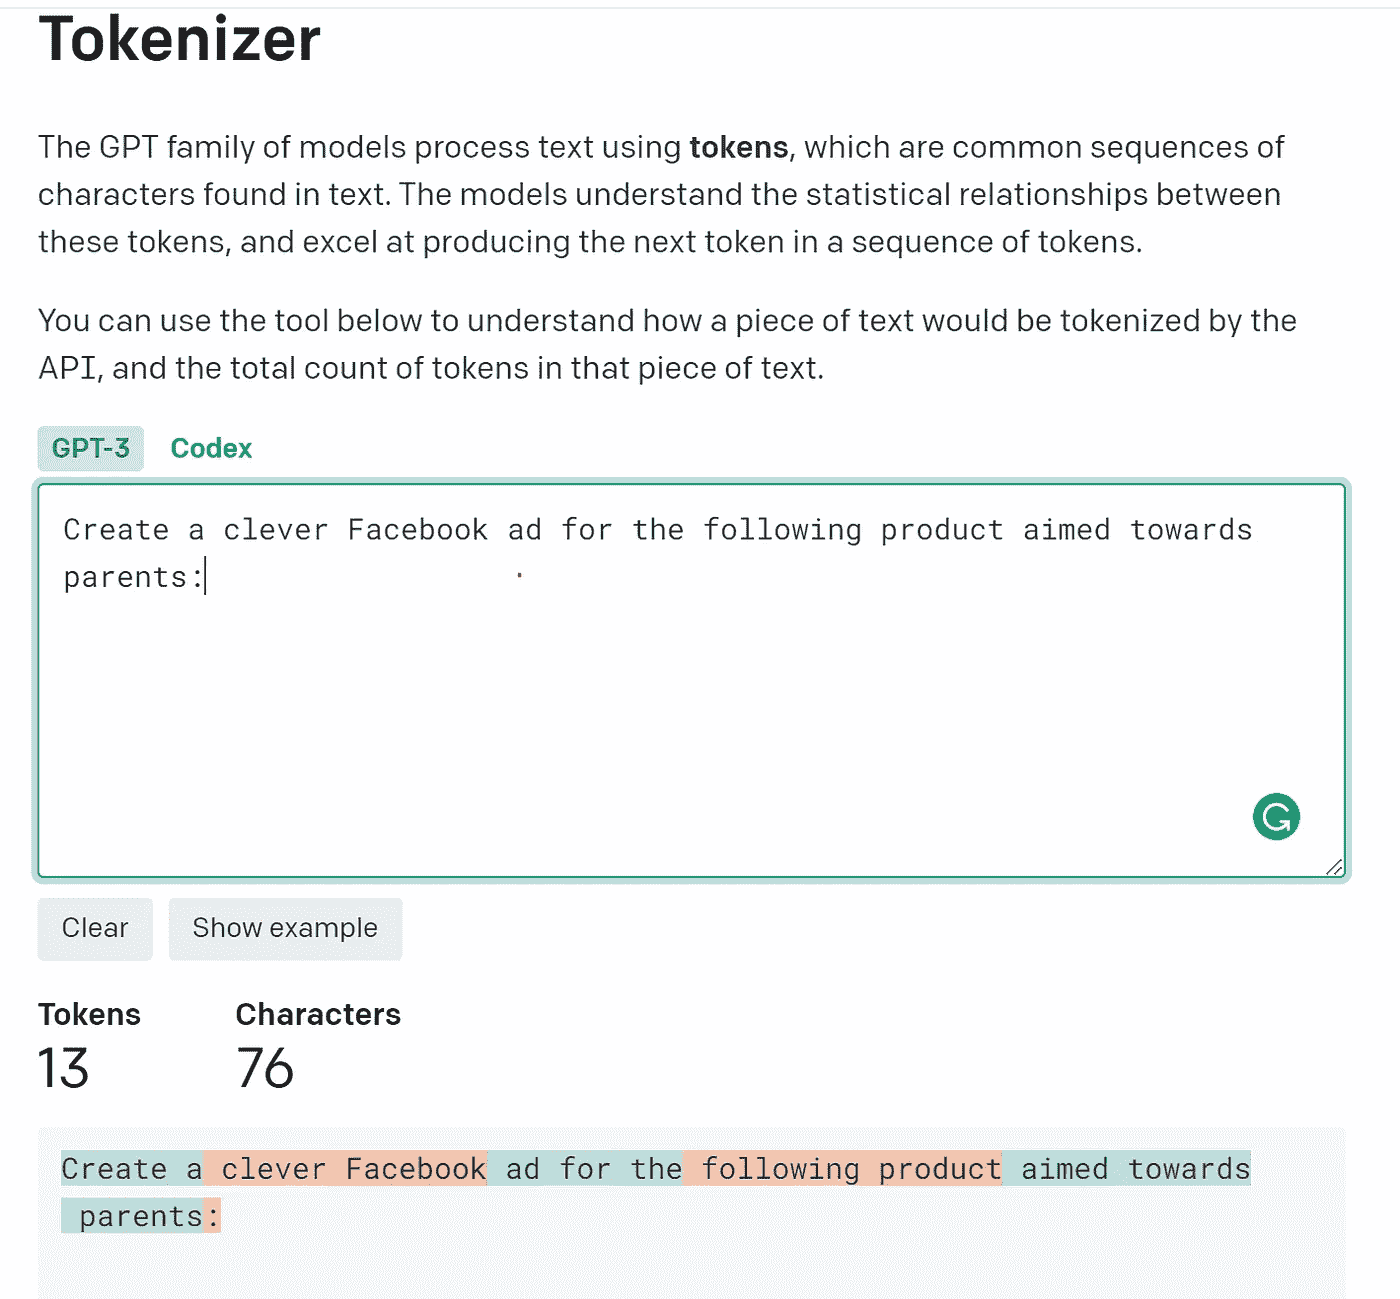 Tokenizer
The GPT family of models process text using tokens, which are common sequences of
characters found in text. The models understand the statistical relationships between
these tokens, and excel at producing the next token in a sequence of tokens.
You can use the tool below to understand how a piece of text would be tokenized by the
API, and the total count of tokens in that piece of text.
GPT-3 Codex
Create a clever Facebook ad for the following product aimed towards
parents:
Clear Show example
Tokens Characters
13 76
Create a clever Facebook ad for the following product aimed towards
parents: